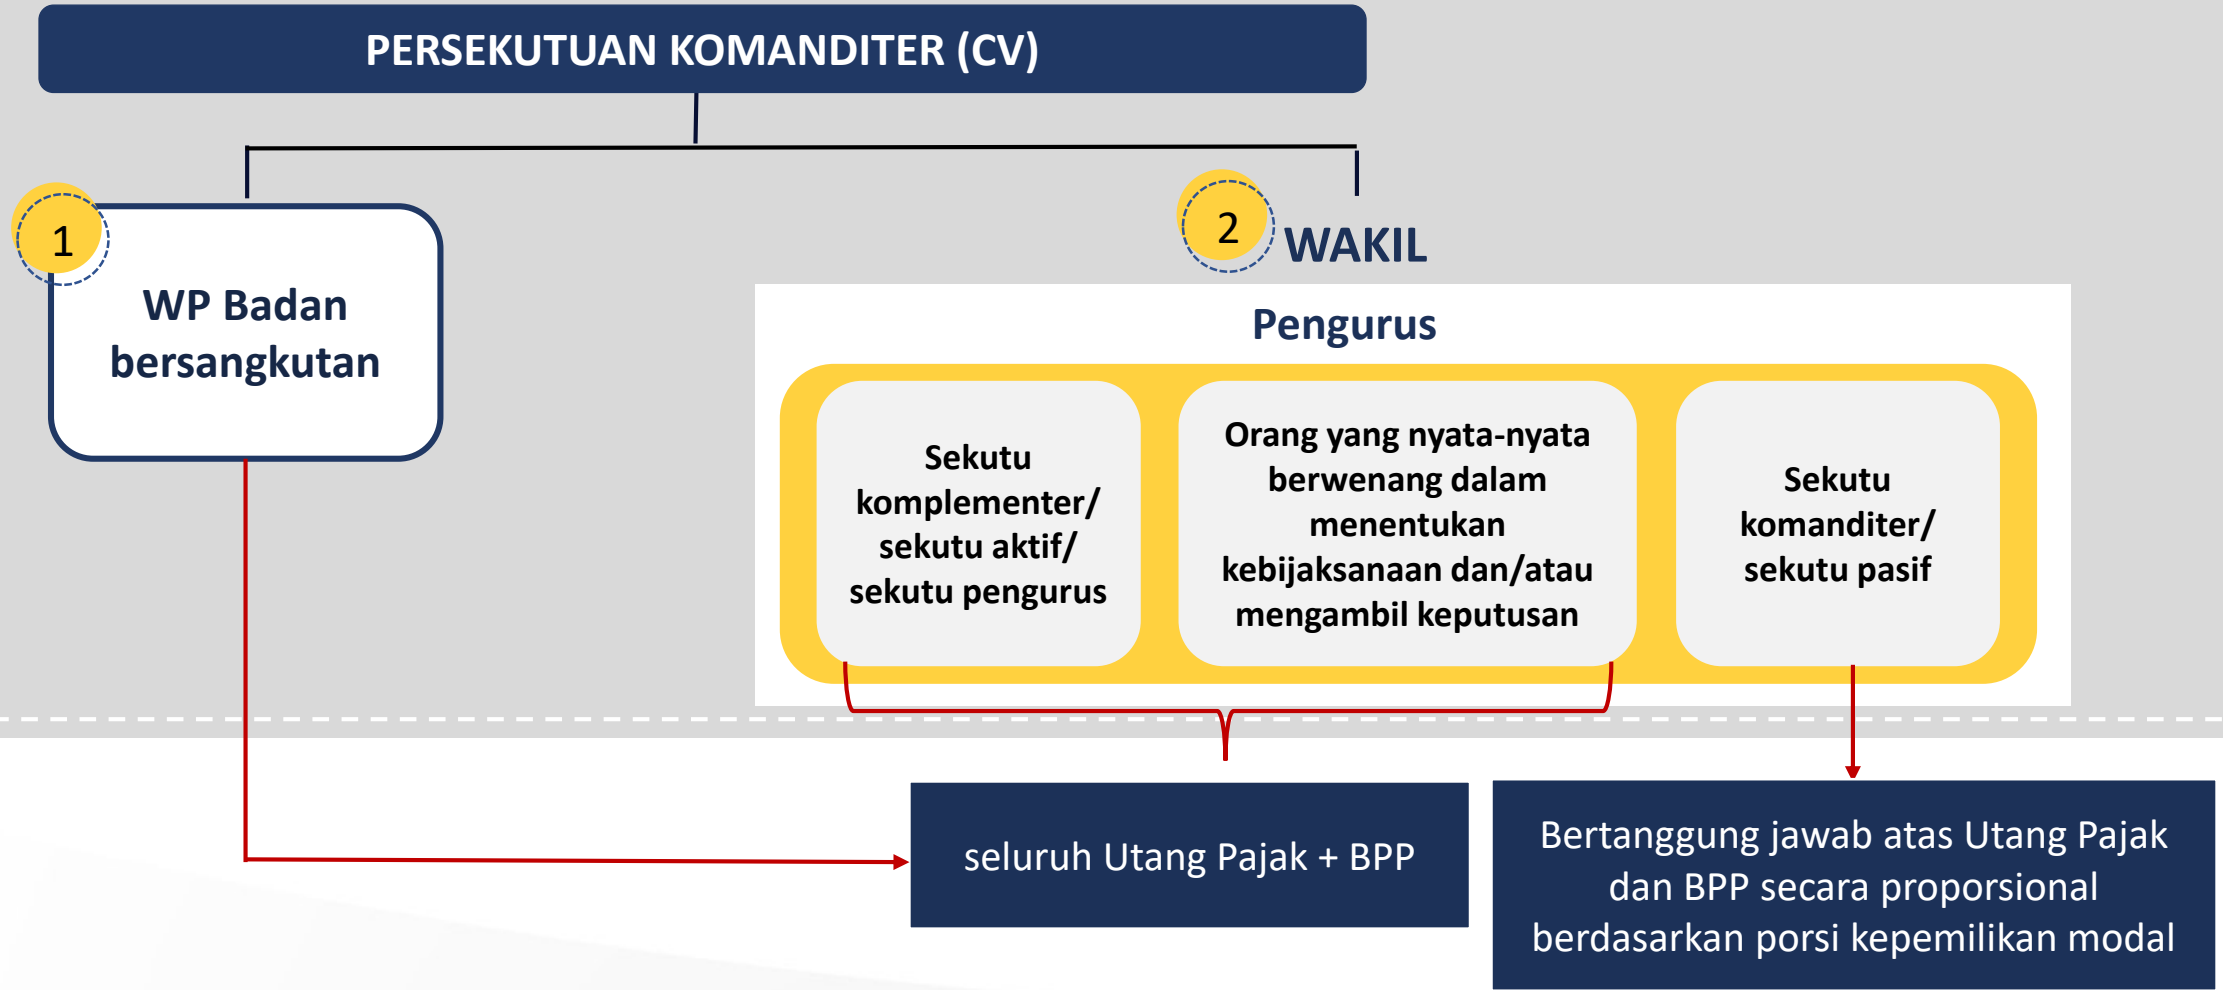 PERSEKUTUAN KOMANDITER (CV)
1
WP Badan
bersangkutan
2
WAKIL
Pengurus
Sekutu
komplementer/
sekutu aktif/
sekutu pengurus
Orang yang nyata-nyata
berwenang dalam
menentukan
kebijaksanaan dan/atau
mengambil keputusan
Sekutu
komanditer/
sekutu pasif
seluruh Utang Pajak + BPP
Bertanggung jawab atas Utang Pajak
dan BPP secara proporsional
berdasarkan porsi kepemilikan modal